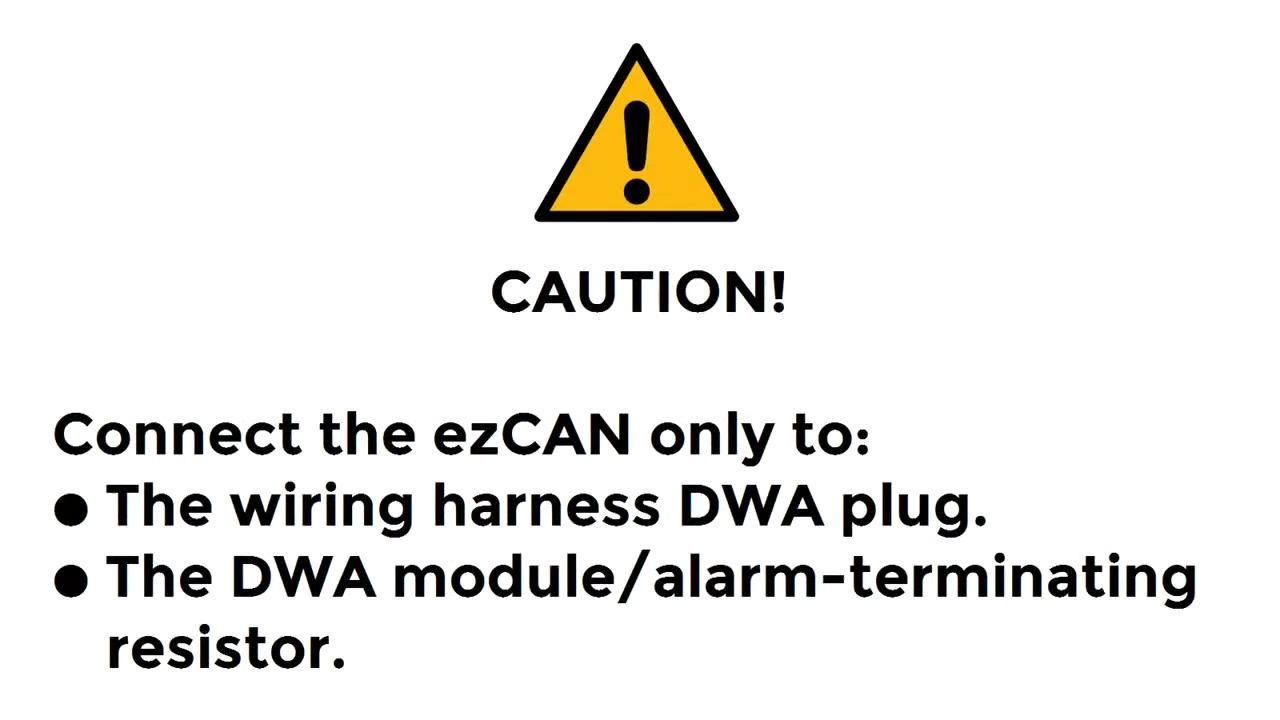 CAUTION!
Connect the ezCAN only to:
● The wiring harness DWA plug.
● The DWA module/alarm-terminating
resistor.